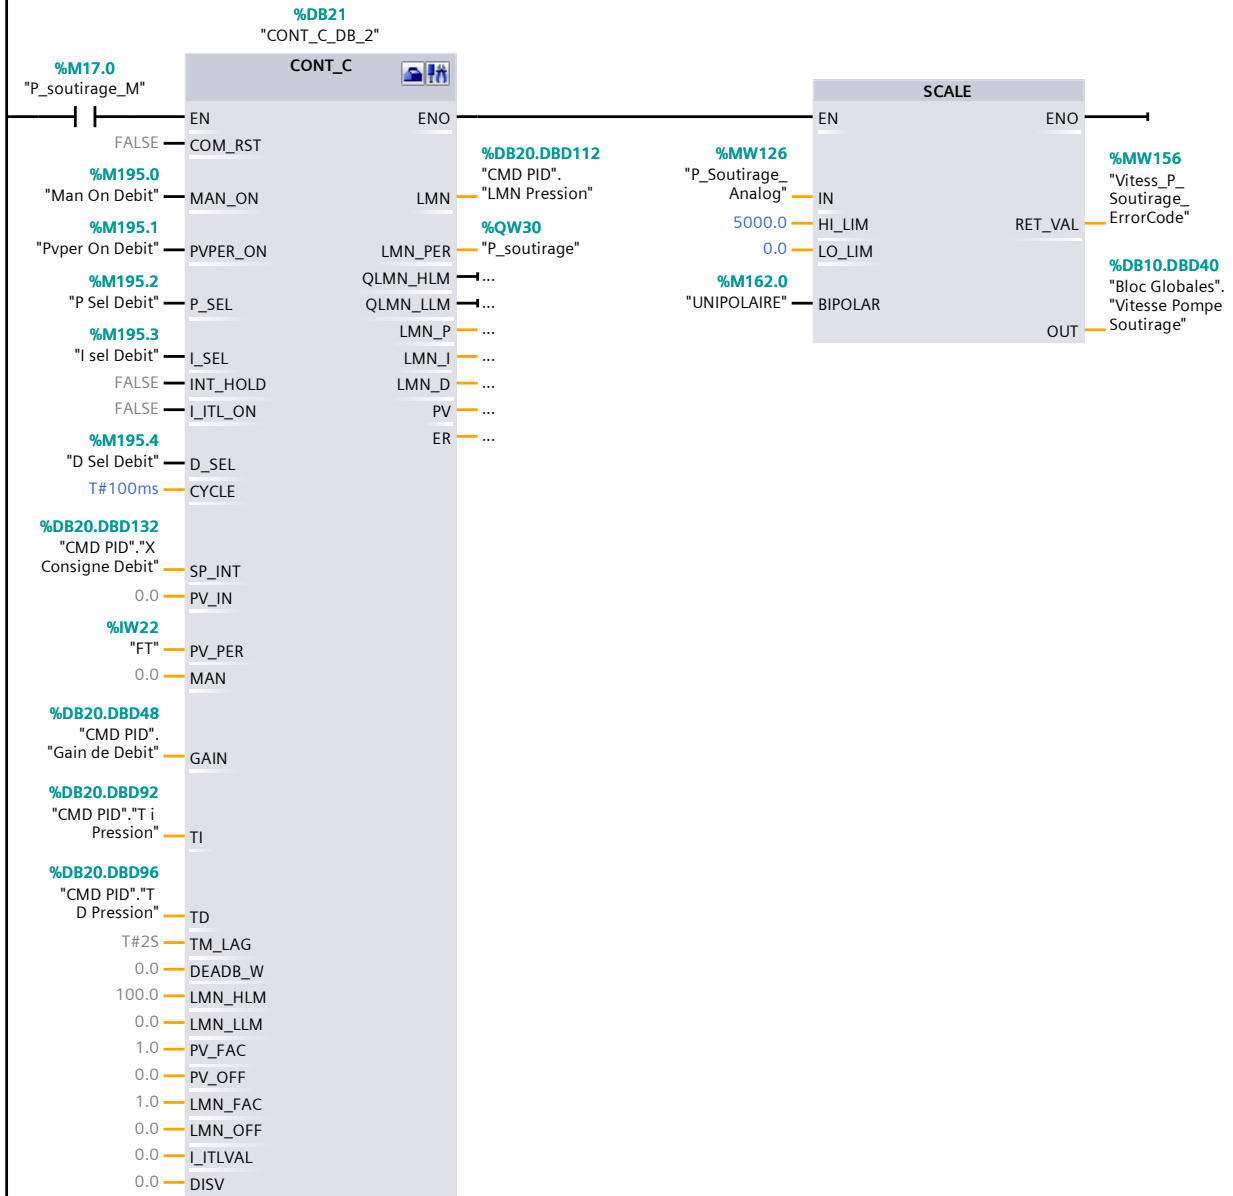 %DB21
"CONT_C_DB_2"
CONT_C
%M17.0
"P_soutirage_M"
EN
ENO
FALSE
COM_RST
%M195.0
"Man On Debit"
MAN_ON
%DB20.DBD112
"CMD PID".
"LMN Pression"
LMN
%M195.1
"Pvper On Debit"
PVPER_ON
%QW30
"P_soutirage"
LMN_PER
QLMN_HLM
...
%M195.2
"P Sel Debit"
P_SEL
QLMN_LLM
...
LMN_P
...
%M195.3
"I sel Debit"
I_SEL
LMN_I
...
FALSE
INT_HOLD
LMN_D
...
FALSE
I_ITL_ON
PV
...
ER
...
%M195.4
"D Sel Debit"
D_SEL
T#100ms
CYCLE
%DB20.DBD132
"CMD PID"."X
Consigne Debit"
SP_INT
0.0
PV_IN
%IW22
"FT"
PV_PER
0.0
MAN
%DB20.DBD48
"CMD PID".
"Gain de Debit"
GAIN
%DB20.DBD92
"CMD PID"."T i
Pression"
TI
%DB20.DBD96
"CMD PID"."T
D Pression"
TD
T#2S
TM_LAG
0.0
DEADB_W
100.0
LMN_HLM
0.0
LMN_LLM
1.0
PV_FAC
0.0
PV_OFF
1.0
LMN_FAC
0.0
LMN_OFF
0.0
I_ITLVAL
0.0
DISV
SCALE
EN
ENO
%MW126
"P_Soutirage_
Analog"
IN
5000.0
HI_LIM
0.0
LO_LIM
%M162.0
"UNIPOLAIRE"
BIPOLAR
%MW156
"Vitess_P_
Soutirage_
ErrorCode"
RET_VAL
%DB10.DBD40
"Bloc Globales".
"Vitesse Pompe
Soutirage"
OUT